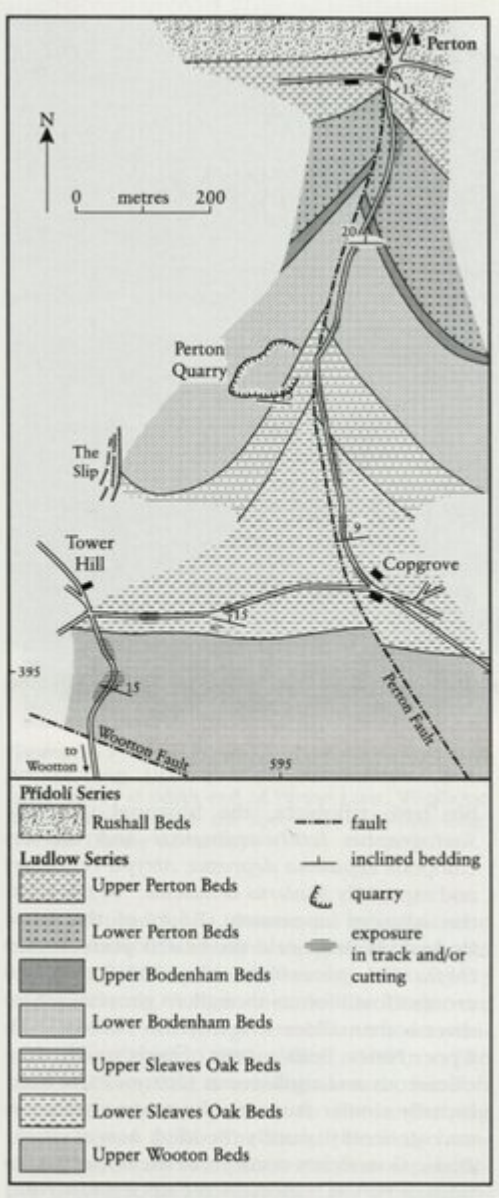 Perton
15
N
0 metres 200
20
Perton
Quarry
15
The
Slip
9
Tower
Hill
Copgrove
15
395
15
Perton Fault
Wootton Fault
to
Wootton
595
Přídolí Series
Rushall Beds
Ludlow Series
Upper Perton Beds
Lower Perton Beds
Upper Bodenham Beds
Lower Bodenham Beds
Upper Sleaves Oak Beds
Lower Sleaves Oak Beds
Upper Wooton Beds
fault
inclined bedding
quarry
exposure
in track and/or
cutting